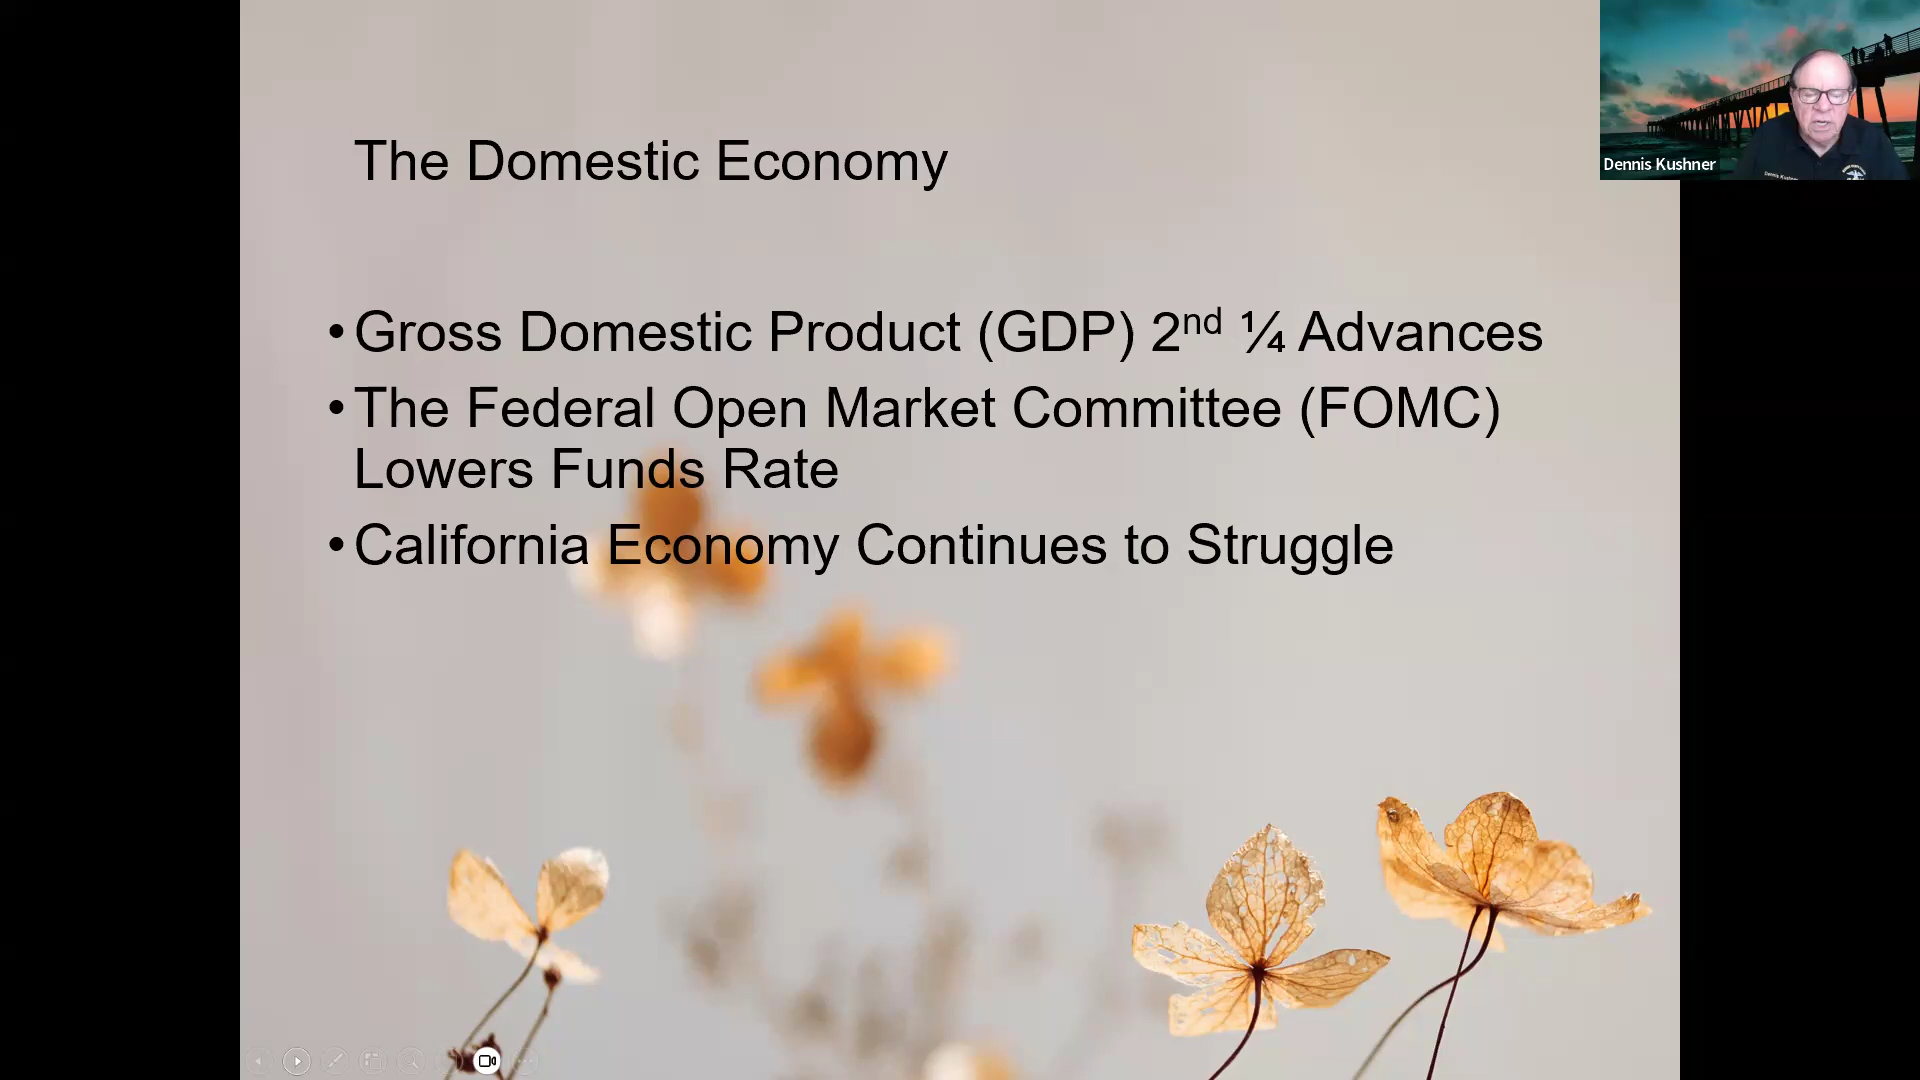 The Domestic Economy
• Gross Domestic Product (GDP) 2nd ¼ Advances
• The Federal Open Market Committee (FOMC)
Lowers Funds Rate
• California Economy Continues to Struggle
Dennis Kushner